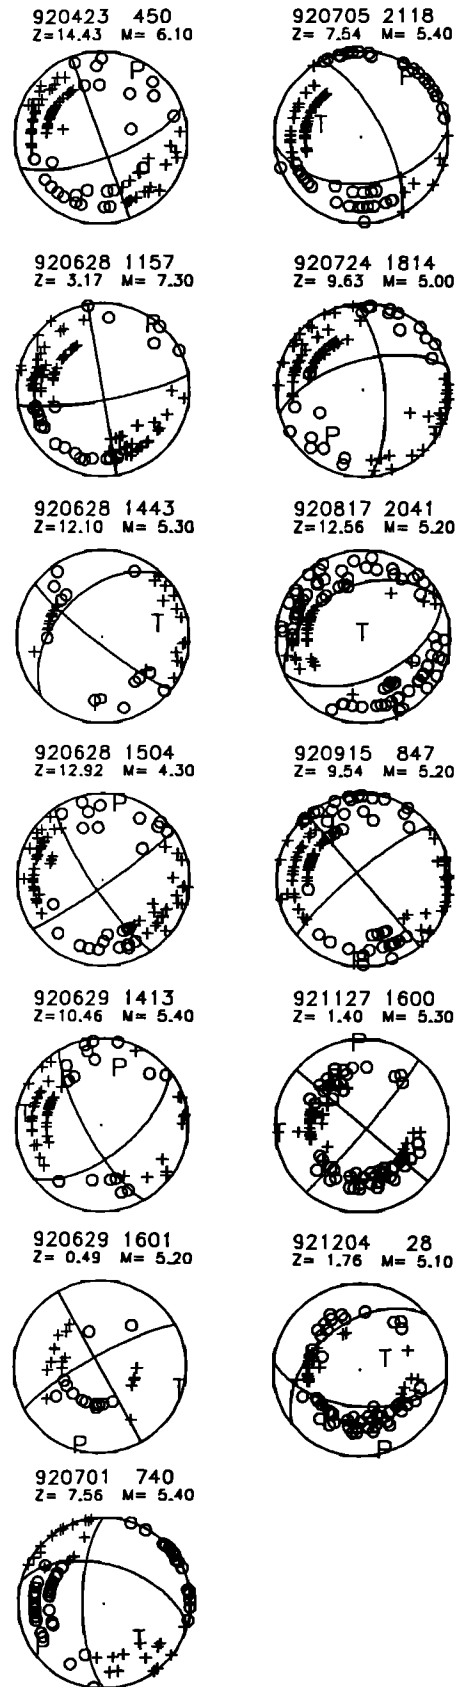 920423 450
Z=14.43 M= 6.10
P
920628 1157
Z= 3.17 M= 7.30
P
920628 1443
Z=12.10 M= 5.30
T
P
920628 1504
Z=12.92 M= 4.30
P
920629 1413
Z=10.46 M= 5.40
P
T
920629 1601
Z= 0.49 M= 5.20
T
P
920701 740
Z= 7.56 M= 5.40
P
T
920705 2118
Z= 7.54 M= 5.40
P
T
920724 1814
Z= 9.63 M= 5.00
P
920817 2041
Z=12.56 M= 5.20
T
P
920915 847
Z= 9.54 M= 5.20
P
921127 1600
Z= 1.40 M= 5.30
P
T
921204 28
Z= 1.76 M= 5.10
T
P